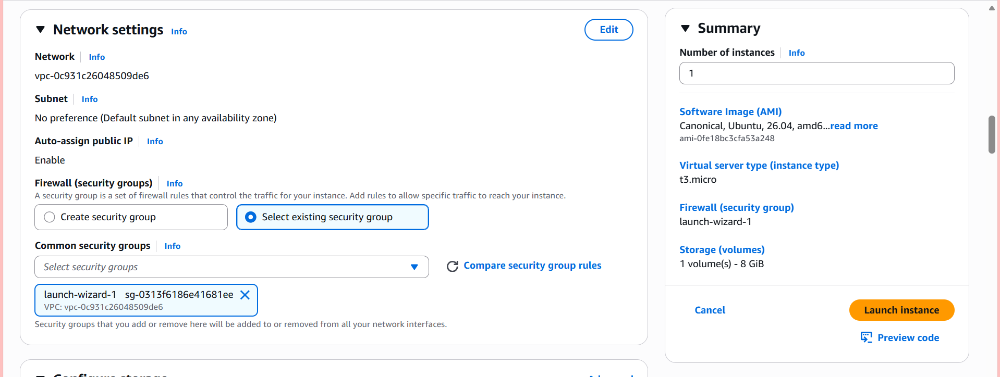 Network settings Info
Edit
Network Info
vpc-0c931c26048509de6
Subnet Info
No preference (Default subnet in any availability zone)
Auto-assign public IP Info
Enable
Firewall (security groups) Info
A security group is a set of firewall rules that control the traffic for your instance. Add rules to allow specific traffic to reach your instance.
Create security group
Select existing security group
Common security groups Info
Select security groups
Compare security group rules
launch-wizard-1 sg-0313f6186e41681ee
VPC: vpc-0c931c26048509de6
Security groups that you add or remove here will be added to or removed from all your network interfaces.
Summary
Number of instances Info
1
Software Image (AMI)
Canonical, Ubuntu, 26.04, amd6...read more
ami-0fe18bc3cfa53a248
Virtual server type (instance type)
t3.micro
Firewall (security group)
launch-wizard-1
Storage (volumes)
1 volume(s) - 8 GiB
Cancel
Launch instance
Preview code
Configure storage